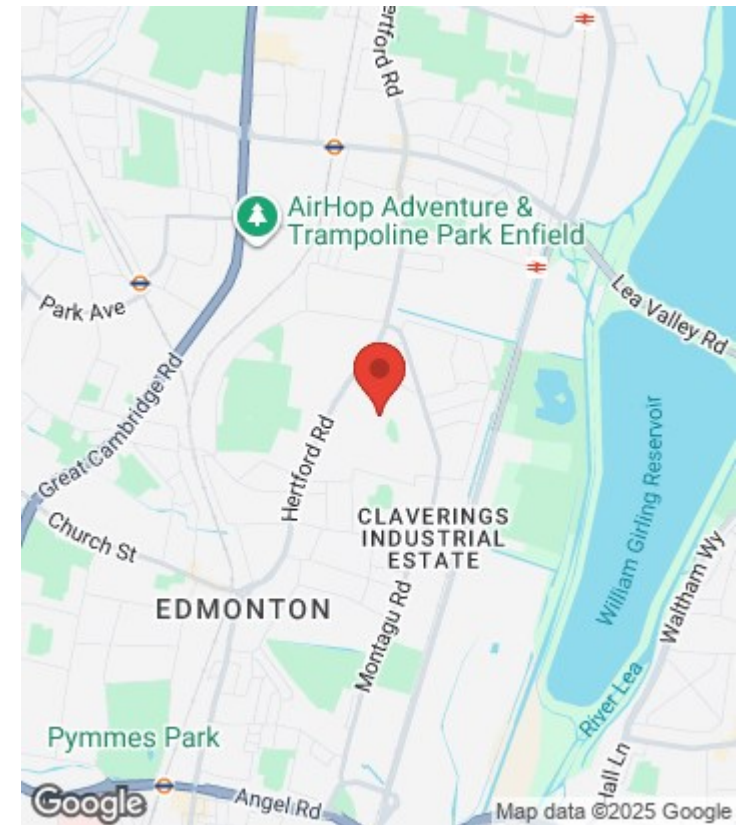 ertford Rd
AirHop Adventure &
Trampoline Park Enfield
Park Ave
Lea Valley Rd
Great Cambridge Rd
Hertford Rd
William Girling Reservoir
Church St
CLAVERINGS
INDUSTRIAL
ESTATE
Waltham Wy
EDMONTON
Montagu Rd
River Lea
Pymmes Park
Hall Ln
Angel Rd
Google
Map data ©2025 Google